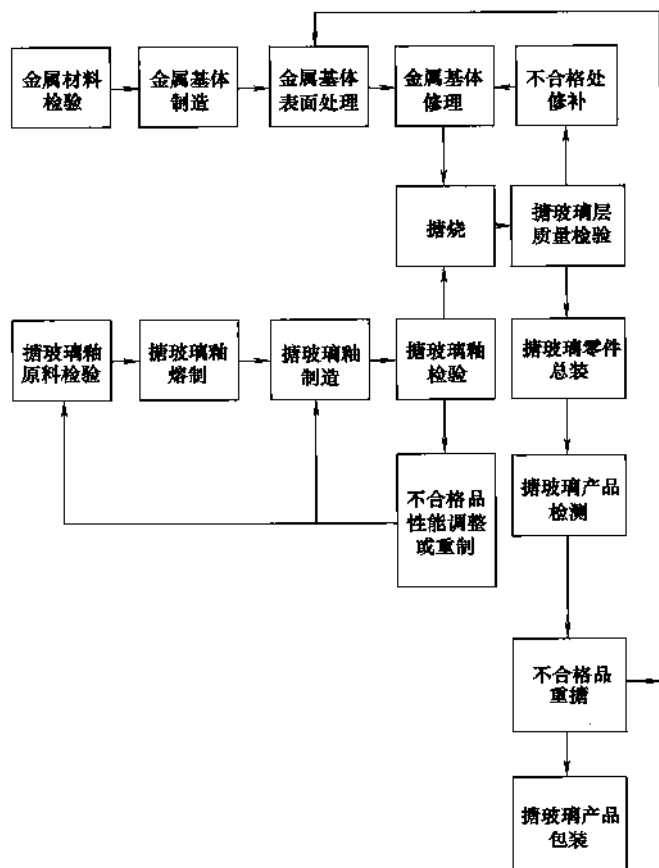 金属材料
检验
金属基体
制造
金属基体
表面处理
金属基体
修理
不合格处
修补
搪烧
搪玻璃层
质量检验
搪玻璃釉
原料检验
搪玻璃釉
熔制
搪玻璃釉
制造
搪玻璃釉
检验
搪玻璃零件
总装
不合格品
性能调整
或重制
搪玻璃产品
检测
不合格品
重搪
搪玻璃产品
包装